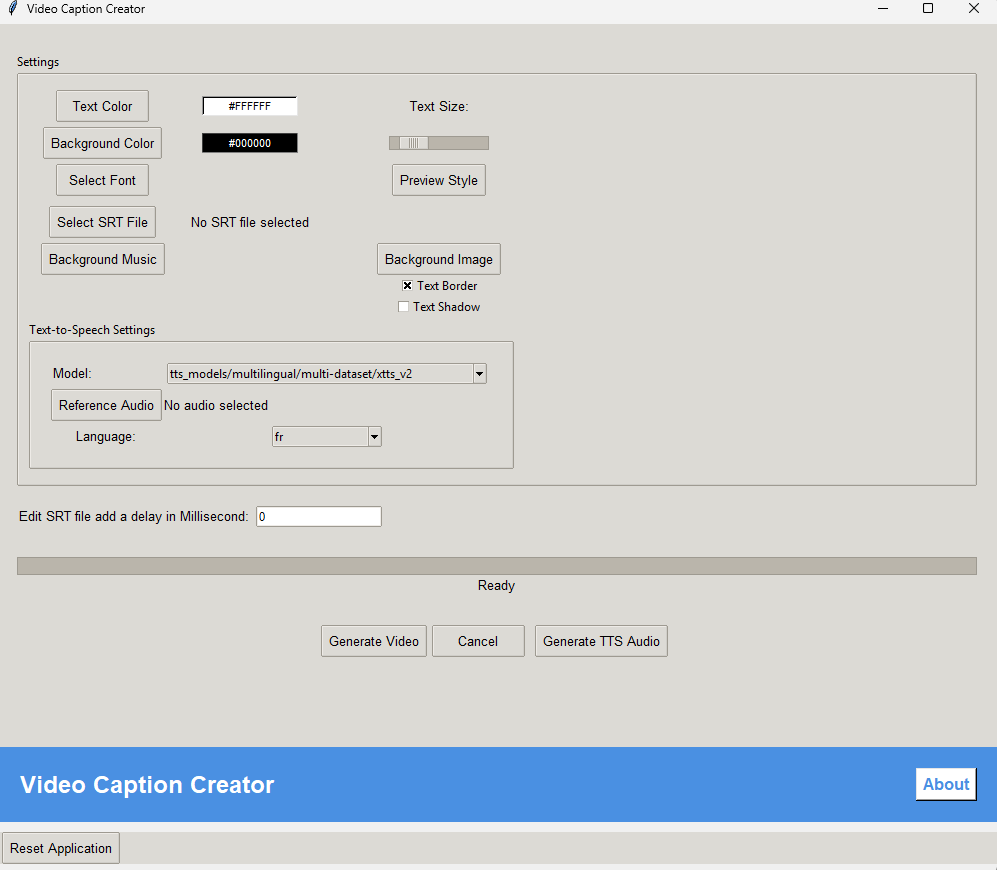 Video Caption Creator
Settings
Text Color #FFFFFF Text Size:
Background Color #000000
Select Font Preview Style
Select SRT File No SRT file selected
Background Music Background Image
Text Border
Text Shadow
Text-to-Speech Settings
Model: tts_models/multilingual/multi-dataset/xtts_v2
Reference Audio No audio selected
Language: fr
Edit SRT file add a delay in Millisecond: 0
Ready
Generate Video Cancel Generate TTS Audio
Video Caption Creator About
Reset Application